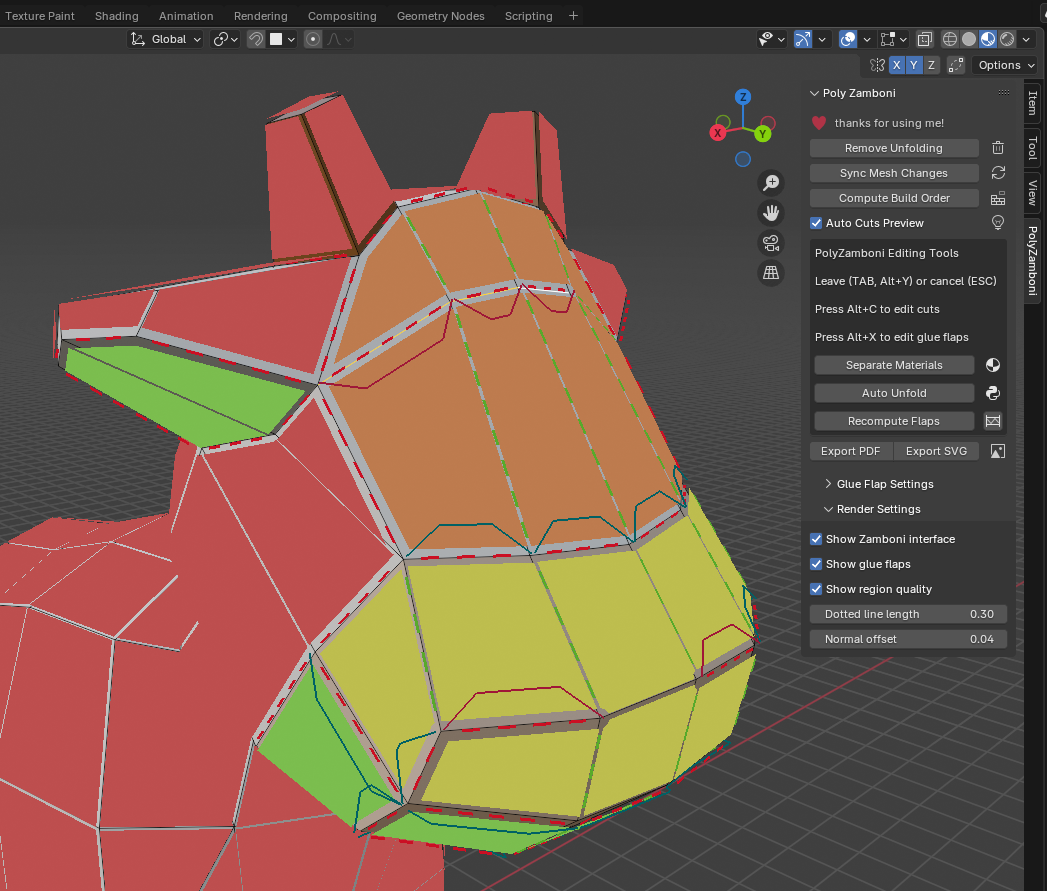 Texture Paint Shading Animation Rendering Compositing Geometry Nodes Scripting +
Global
X Y Z Options
Poly Zamboni
thanks for using me!
Remove Unfolding
Sync Mesh Changes
Compute Build Order
Auto Cuts Preview
PolyZamboni Editing Tools
Leave (TAB, Alt+Y) or cancel (ESC)
Press Alt+C to edit cuts
Press Alt+X to edit glue flaps
Separate Materials
Auto Unfold
Recompute Flaps
Export PDF Export SVG
Glue Flap Settings
Render Settings
Show Zamboni interface
Show glue flaps
Show region quality
Dotted line length 0.30
Normal offset 0.04
Item
Tool
View
PolyZamboni
Z
X
Y